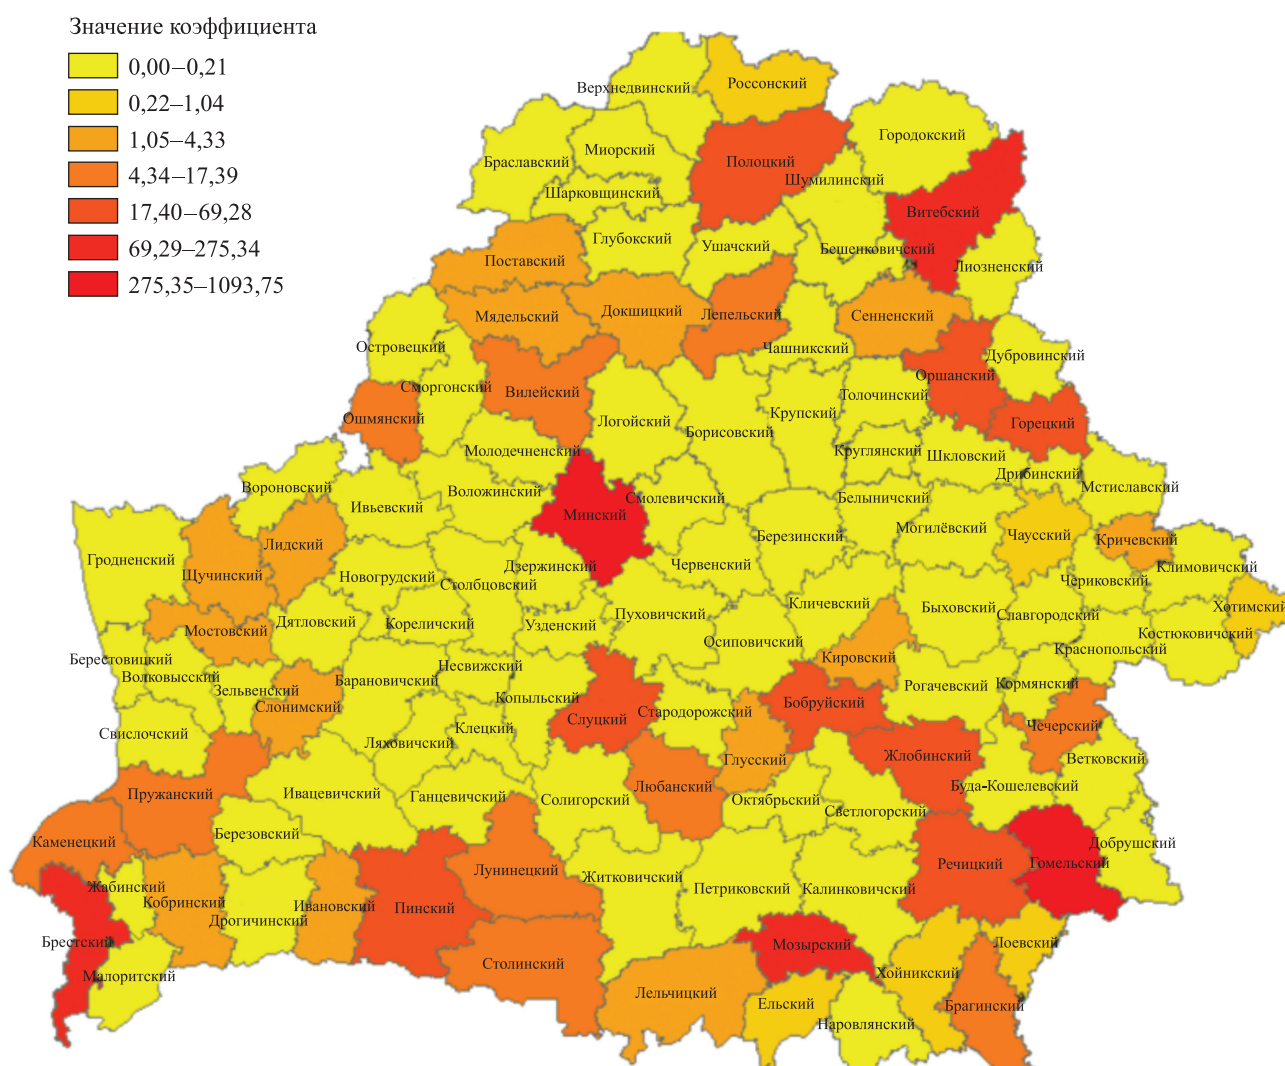 Значение коэффициента
0,00–0,21
0,22–1,04
1,05–4,33
4,34–17,39
17,40–69,28
69,29–275,34
275,35–1093,75
Верхнедвинский
Россонский
Городокский
Миорский
Браславский
Полоцкий
Шумилинский
Шарковщинский
Витебский
Глубокский
Ушачский
Бешенковичский
Поставский
Лиозненский
Мядельский
Докшицкий
Лепельский
Сенненский
Островецкий
Чашникский
Дубровинский
Оршанский
Сморгонский
Вилейский
Толочинский
Ошмянский
Логойский
Борисовский
Крупский
Горецкий
Молодечненский
Круглянский
Шкловский
Дрибинский
Вороновский
Воложинский
Смолевичский
Белыничский
Мстиславский
Ивьевский
Минский
Березинский
Могилёвский
Чаусский
Кричевский
Лидский
Гродненский
Щучинский
Новогрудский
Столбцовский
Дзержинский
Червенский
Климовичский
Чериковский
Мостовский
Дятловский
Кореличский
Узденский
Пуховичский
Кличевский
Быховский
Славгородский
Хотимский
Костюковичский
Осиповичский
Краснопольский
Берестовицкий
Волковысский
Зельвенский
Барановичский
Несвижский
Кировский
Рогачевский
Кормянский
Слонимский
Копыльский
Слуцкий
Стародорожский
Бобруйский
Чечерский
Свислочский
Ляховичский
Клецкий
Глусский
Жлобинский
Ветковский
Пружанский
Ивацевичский
Ганцевичский
Солигорский
Любанский
Октябрьский
Светлогорский
Буда-Кошелевский
Каменецкий
Березовский
Добрушский
Жабинский
Кобринский
Дрогичинский
Ивановский
Пинский
Лунинецкий
Житковичский
Петриковский
Калинковичский
Речицкий
Гомельский
Брестский
Малоритский
Столинский
Мозырский
Хойникский
Лоевский
Лельчицкий
Ельский
Наровлянский
Брагинский